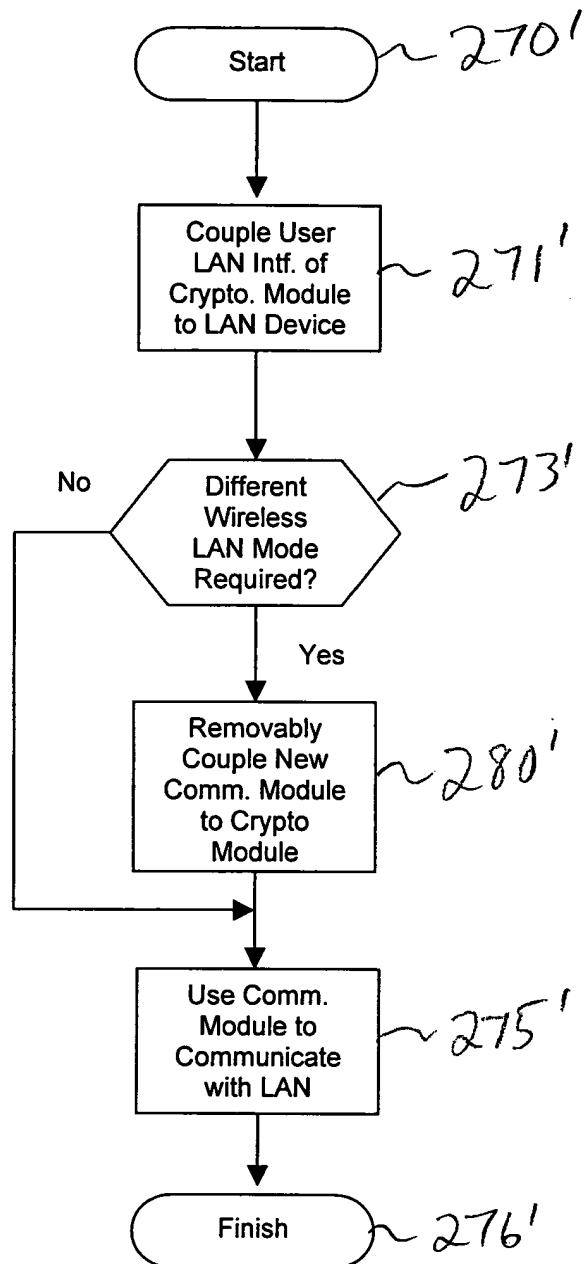 Start
270'
Couple User
LAN Intf. of
Crypto. Module
to LAN Device
271'
No
Different
Wireless
LAN Mode
Required?
273'
Yes
Removably
Couple New
Comm. Module
to Crypto
Module
280'
Use Comm.
Module to
Communicate
with LAN
275'
Finish
276'